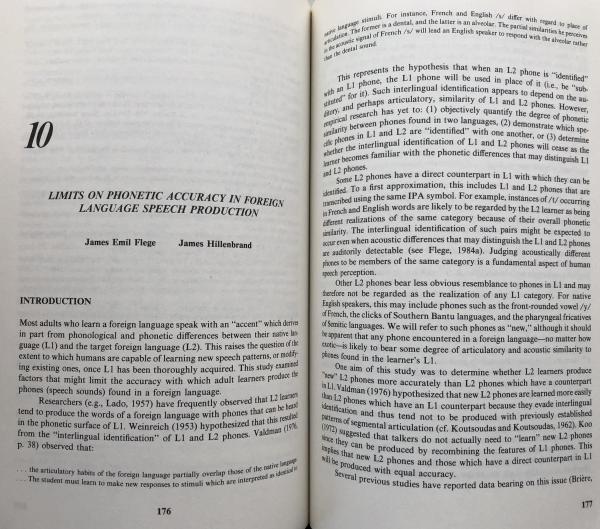 10
LIMITS ON PHONETIC ACCURACY IN FOREIGN
LANGUAGE SPEECH PRODUCTION
James Emil Flege James Hillenbrand
INTRODUCTION
Most adults who learn a foreign language speak with an "accent" which derives
in part from phonological and phonetic differences between their native lan-
guage (L1) and the target foreign language (L2). This raises the question of the
extent to which humans are capable of learning new speech patterns, or modify-
ing existing ones, once L1 has been thoroughly acquired. This study examined
factors that might limit the accuracy with which adult learners produce the
phones (speech sounds) found in a foreign language.
Researchers (e.g., Lado, 1957) have frequently observed that L2 learners
tend to produce the words of a foreign language with phones that can be heard
in the phonetic surface of L1. Weinreich (1953) hypothesized that this resulted
from the "interlingual identification" of L1 and L2 phones. Valdman (1976,
p. 38) observed that:
. . . the articulatory habits of the foreign language partially overlap those of the native language
. . . The student must learn to make new responses to stimuli which are interpreted as identical to
176
native language stimuli. For instance, French and English /s/ differ with regard to place of
articulation. The former is a dental, and the latter is an alveolar. The partial similarities he perceives
in the acoustic signal of French /s/ will lead an English speaker to respond with the alveolar rather
than the dental sound.
This represents the hypothesis that when an L2 phone is "identified"
with an L1 phone, the L1 phone will be used in place of it (i.e., be "sub-
stituted" for it). Such interlingual identification appears to depend on the au-
ditory, and perhaps articulatory, similarity of L1 and L2 phones. However,
empirical research has yet to: (1) objectively quantify the degree of phonetic
similarity between phones found in two languages, (2) demonstrate which spe-
cific phones in L1 and L2 are "identified" with one another, or (3) determine
whether the interlingual identification of L1 and L2 phones will cease as the
learner becomes familiar with the phonetic differences that may distinguish L1
and L2 phones.
Some L2 phones have a direct counterpart in L1 with which they can be
identified. To a first approximation, this includes L1 and L2 phones that are
transcribed using the same IPA symbol. For example, instances of /t/ occurring
in French and English words are likely to be regarded by the L2 learner as being
different realizations of the same category because of their overall phonetic
similarity. The interlingual identification of such pairs might be expected to
occur even when acoustic differences that may distinguish the L1 and L2 phones
are auditorily detectable (see Flege, 1984a). Judging acoustically different
phones to be members of the same category is a fundamental aspect of human
speech perception.
Other L2 phones bear less obvious resemblance to phones in L1 and may
therefore not be regarded as the realization of any L1 category. For native
English speakers, this may include phones such as the front-rounded vowel /y/
of French, the clicks of Southern Bantu languages, and the pharyngeal fricatives
of Semitic languages. We will refer to such phones as "new," although it should
be apparent that any phone encountered in a foreign language—no matter how
exotic—is likely to bear some degree of articulatory and acoustic similarity to
phones found in the learner's L1.
One aim of this study was to determine whether L2 learners produce
"new" L2 phones more accurately than L2 phones which have a counterpart
in L1. Valdman (1976) hypothesized that new L2 phones are learned more easily
than L2 phones which have an L1 counterpart because they evade interlingual
identification and thus tend not to be produced with previously established
patterns of segmental articulation (cf. Koutsoudas and Koutsoudas, 1962). Koo
(1972) suggested that talkers do not actually need to "learn" new L2 phones
since they can be produced by recombining the features of L1 phones. This
implies that new L2 phones and those which have a direct counterpart in L1
will be produced with equal accuracy.
Several previous studies have reported data bearing on this issue (Brière,
177